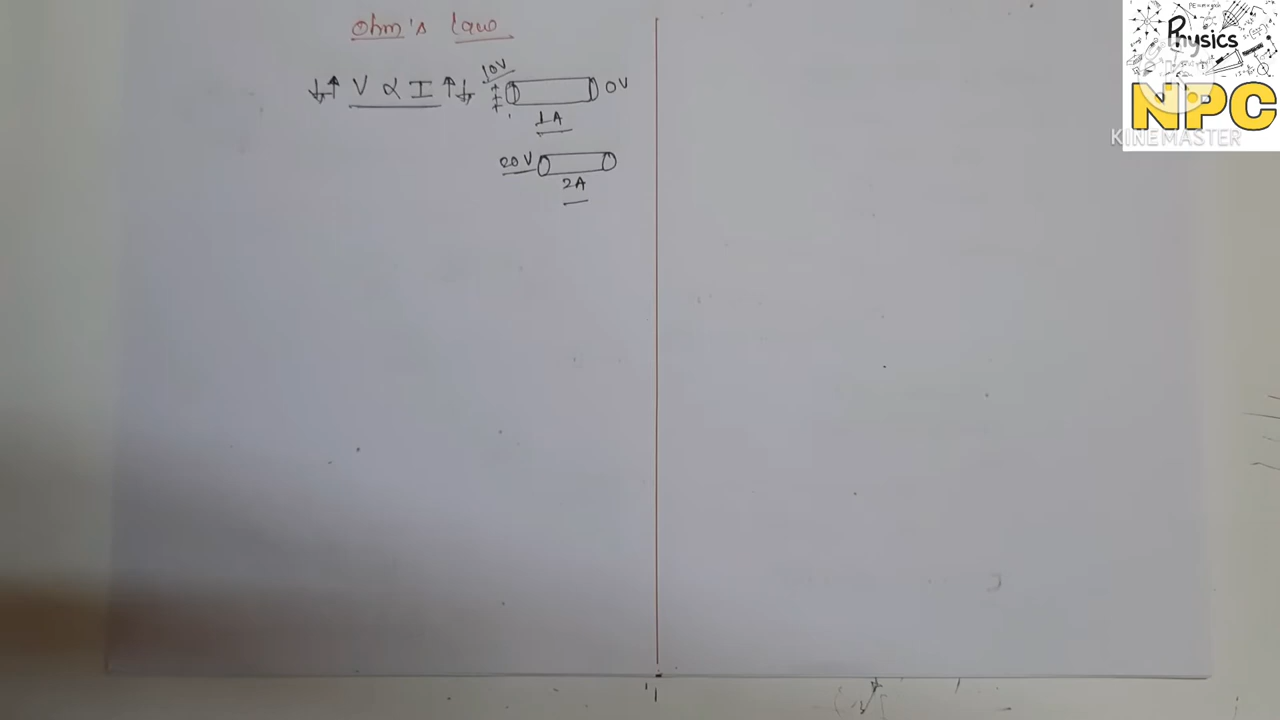 Ohm's law
↓↑ V ∝ I ↑↓
10V
0V
1A
20V
2A
Physics
NPC
KINEMASTER